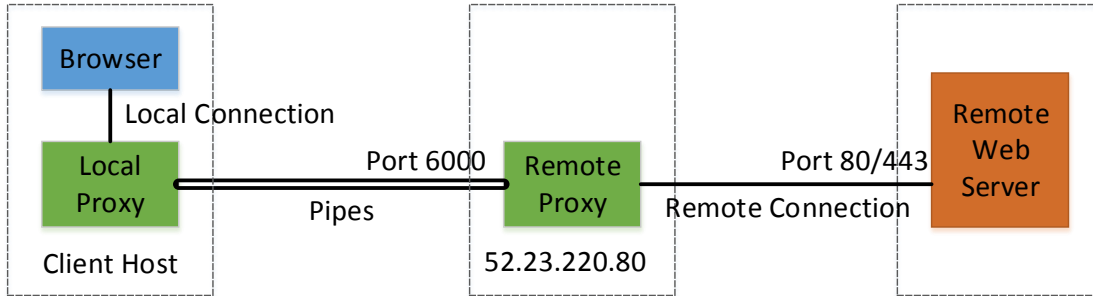 Browser
Local Connection
Local
Proxy
Client Host
Port 6000
Pipes
Remote
Proxy
52.23.220.80
Port 80/443
Remote Connection
Remote
Web
Server